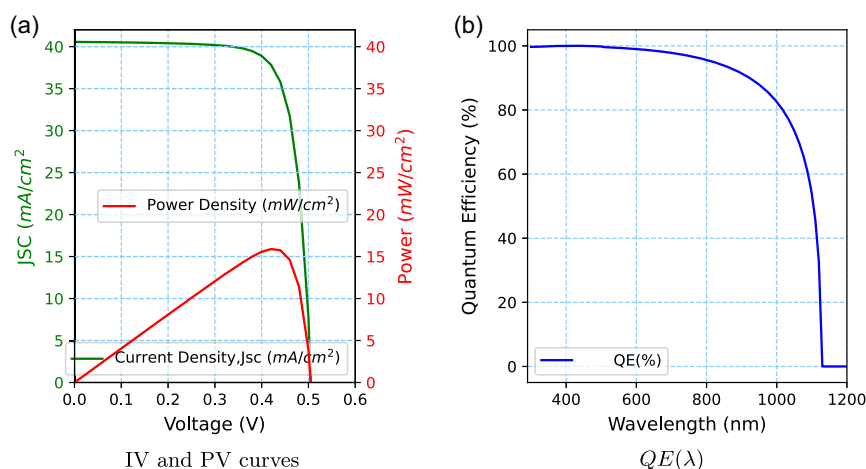 (a)
40
35
30
25
20
15
10
5
0
JSC mA/cm²
Power Density (mW/cm²)
Current Density,Jsc (mA/cm²)
40
35
30
25
20
15
10
5
0
Power (mW/cm²)
0.0 0.1 0.2 0.3 0.4 0.5 0.6
Voltage (V)
IV and PV curves
(b)
100
80
60
40
20
0
Quantum Efficiency (%)
QE(%)
400 600 800 1000 1200
Wavelength (nm)
QE(λ)